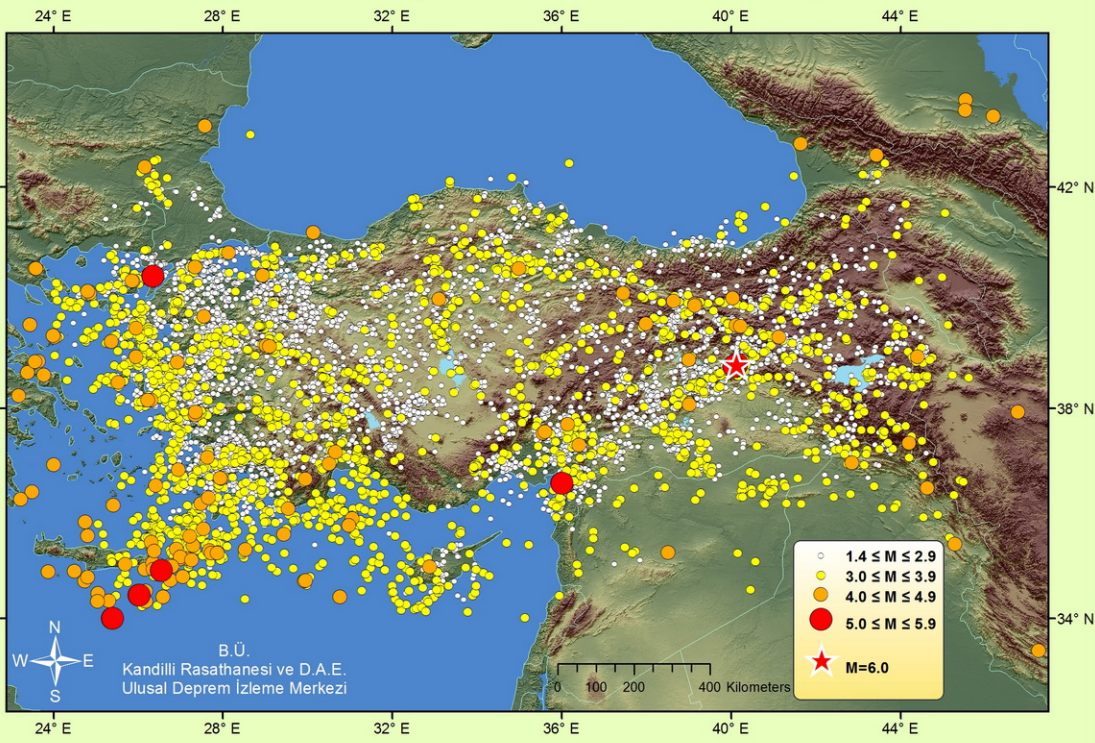 24° E 28° E 32° E 36° E 40° E 44° E
42° N
38° N
34° N
1.4 ≤ M ≤ 2.9
3.0 ≤ M ≤ 3.9
4.0 ≤ M ≤ 4.9
5.0 ≤ M ≤ 5.9
M=6.0
N
W E
S
B.Ü.
Kandilli Rasathanesi ve D.A.E.
Ulusal Deprem İzleme Merkezi
0 100 200 400 Kilometers
24° E 28° E 32° E 36° E 40° E 44° E